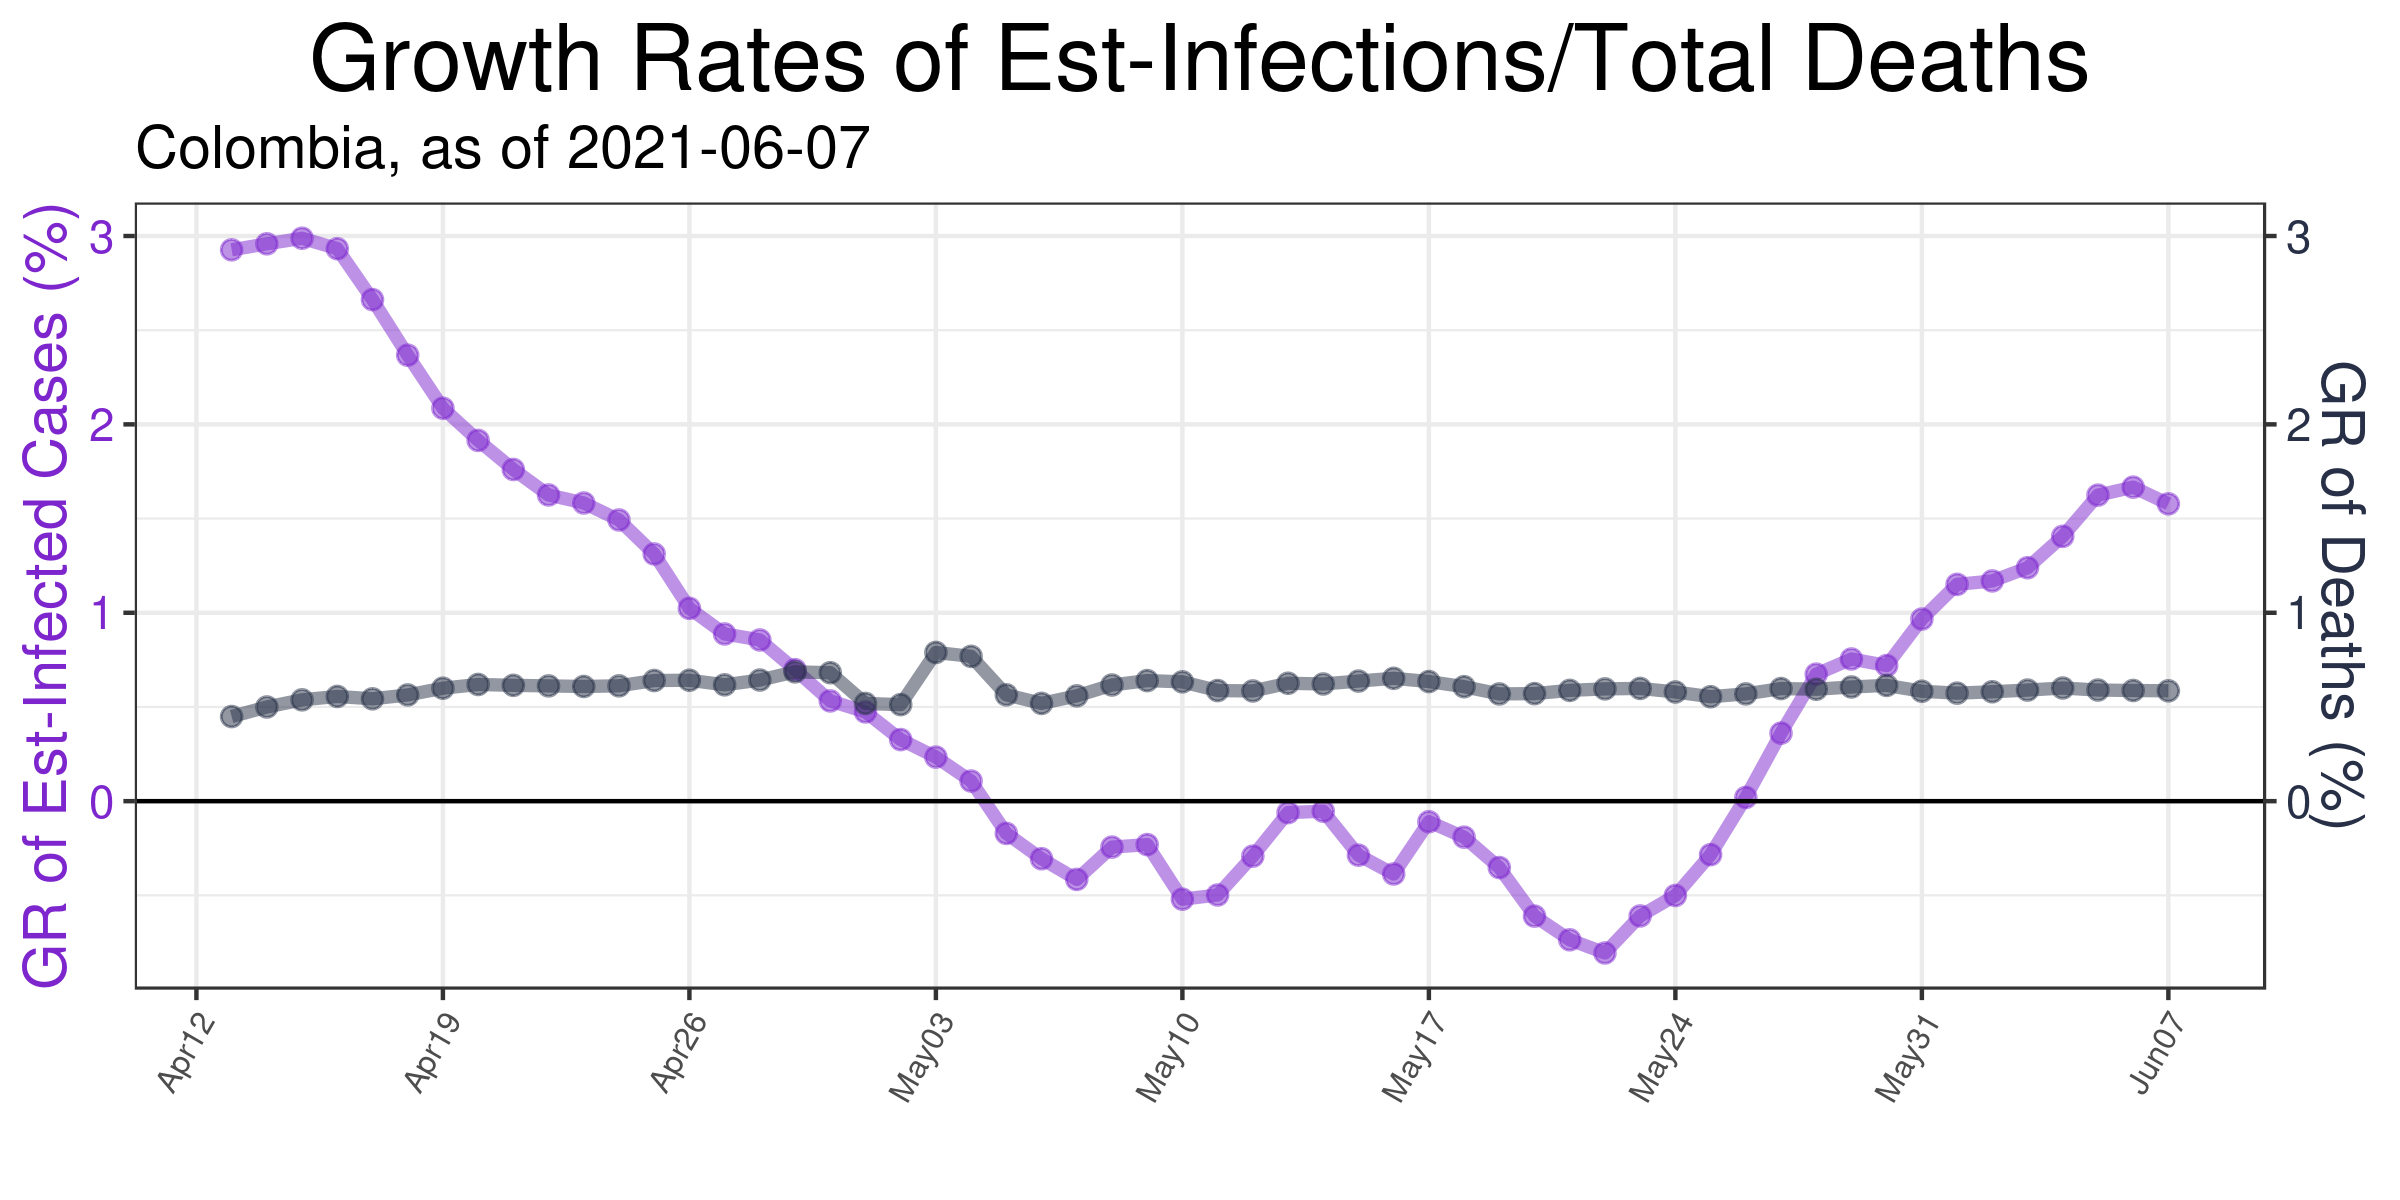 Growth Rates of Est-Infections/Total Deaths
Colombia, as of 2021-06-07
GR of Est-Infected Cases (%)
3
2
1
0
3
2
1
0
GR of Deaths (%)
Apr12
Apr19
Apr26
May03
May10
May17
May24
May31
Jun07